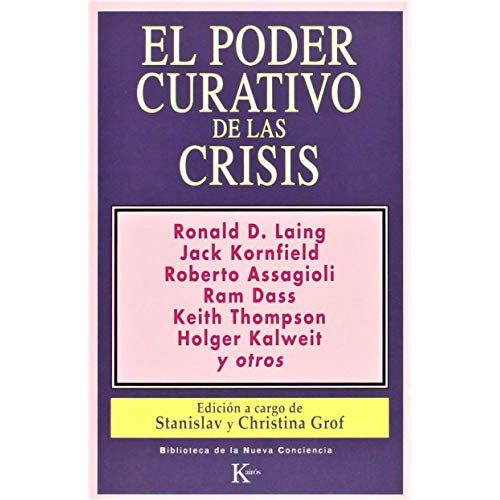 EL PODER
CURATIVO
DE LAS
CRISIS
Ronald D. Laing
Jack Kornfield
Roberto Assagioli
Ram Dass
Keith Thompson
Holger Kalweit
y otros
Edición a cargo de
Stanislav y Christina Grof
Biblioteca de la Nueva Conciencia
Kairós